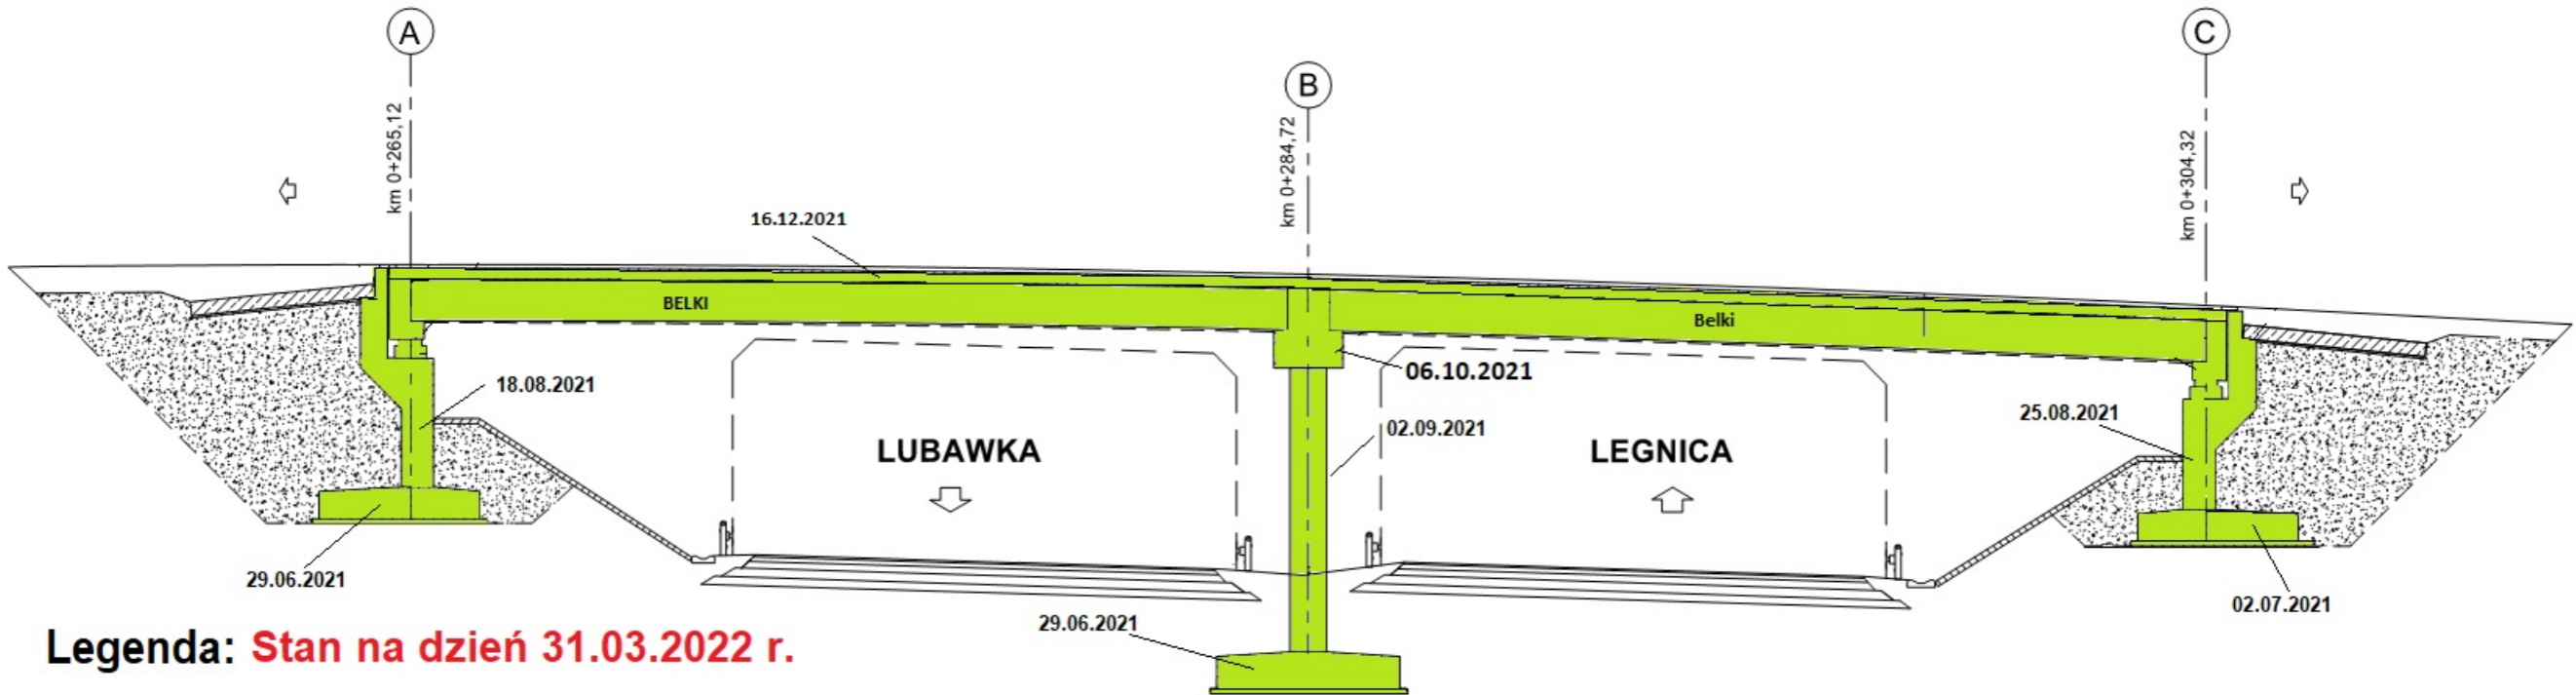 A
B
C
km 0+265,12
km 0+284,72
km 0+304,32
16.12.2021
BELKI
Belki
18.08.2021
06.10.2021
25.08.2021
02.09.2021
LUBAWKA
LEGNICA
29.06.2021
02.07.2021
29.06.2021
Legenda: Stan na dzień 31.03.2022 r.